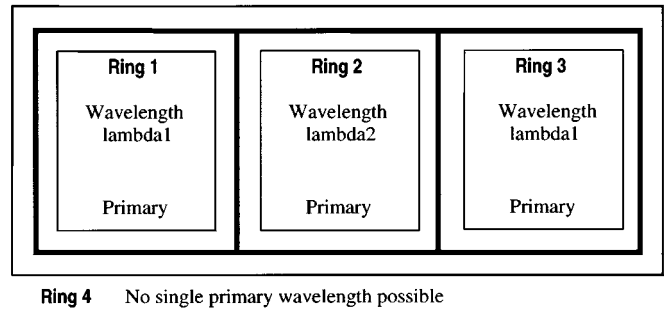 Ring 1
Wavelength
lambda1
Primary
Ring 2
Wavelength
lambda2
Primary
Ring 3
Wavelength
lambda1
Primary
Ring 4 No single primary wavelength possible